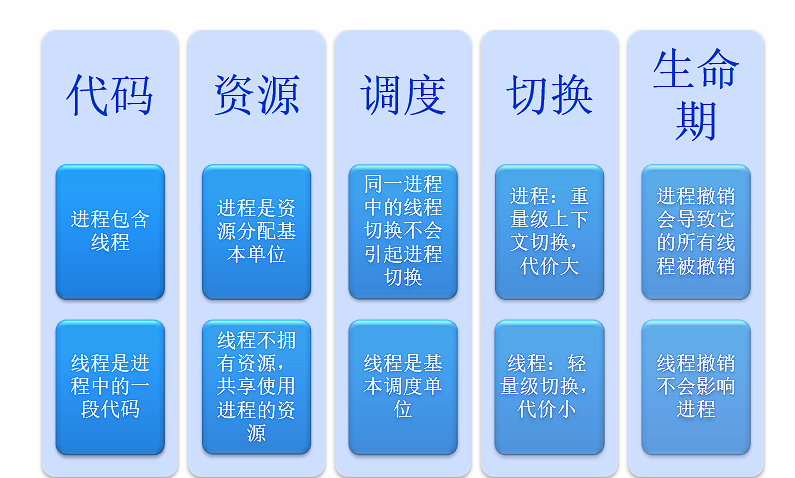 代码
进程包含
线程
线程是进
程中的一
段代码
资源
进程是资
源分配基
本单位
线程不拥
有资源，
共享使用
进程的资
源
调度
同一进程
中的线程
切换不会
引起进程
切换
线程是基
本调度单
位
切换
进程：重
量级上下
文切换，
代价大
线程：轻
量级切换，
代价小
生命
期
进程撤销
会导致它
的所有线
程被撤销
线程撤销
不会影响
进程